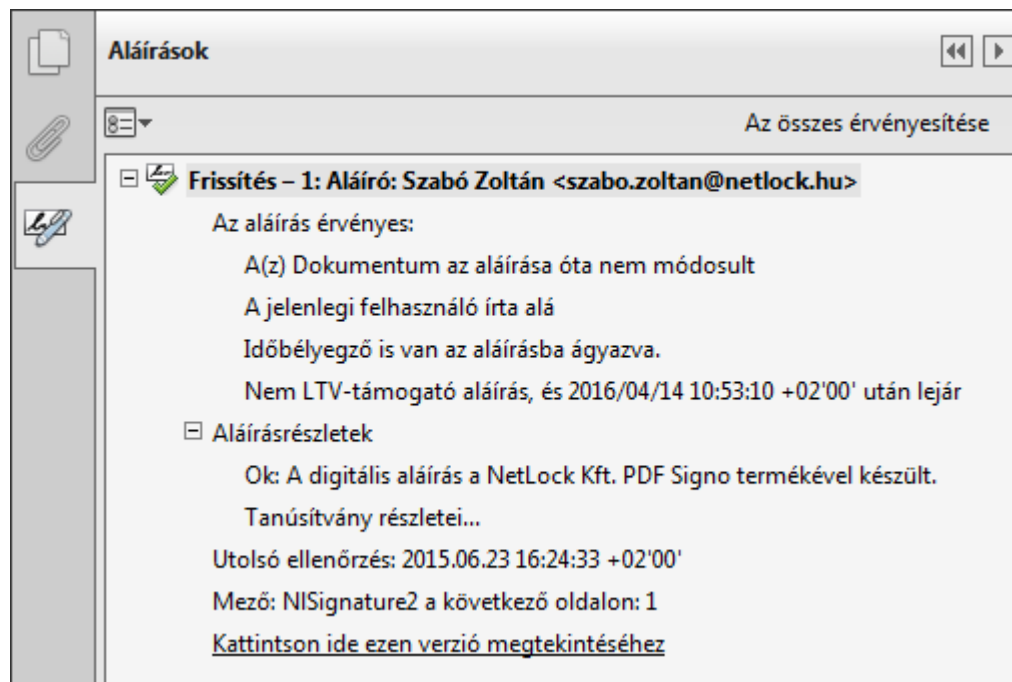 Aláírások
Az összes érvényesítése
Frissítés – 1: Aláíró: Szabó Zoltán <szabo.zoltan@netlock.hu>
Az aláírás érvényes:
A(z) Dokumentum az aláírása óta nem módosult
A jelenlegi felhasználó írta alá
Időbélyegző is van az aláírásba ágyazva.
Nem LTV-támogató aláírás, és 2016/04/14 10:53:10 +02'00' után lejár
Aláírásrészletek
Ok: A digitális aláírás a NetLock Kft. PDF Signo termékével készült.
Tanúsítvány részletei...
Utolsó ellenőrzés: 2015.06.23 16:24:33 +02'00'
Mező: NISignature2 a következő oldalon: 1
Kattintson ide ezen verzió megtekintéséhez